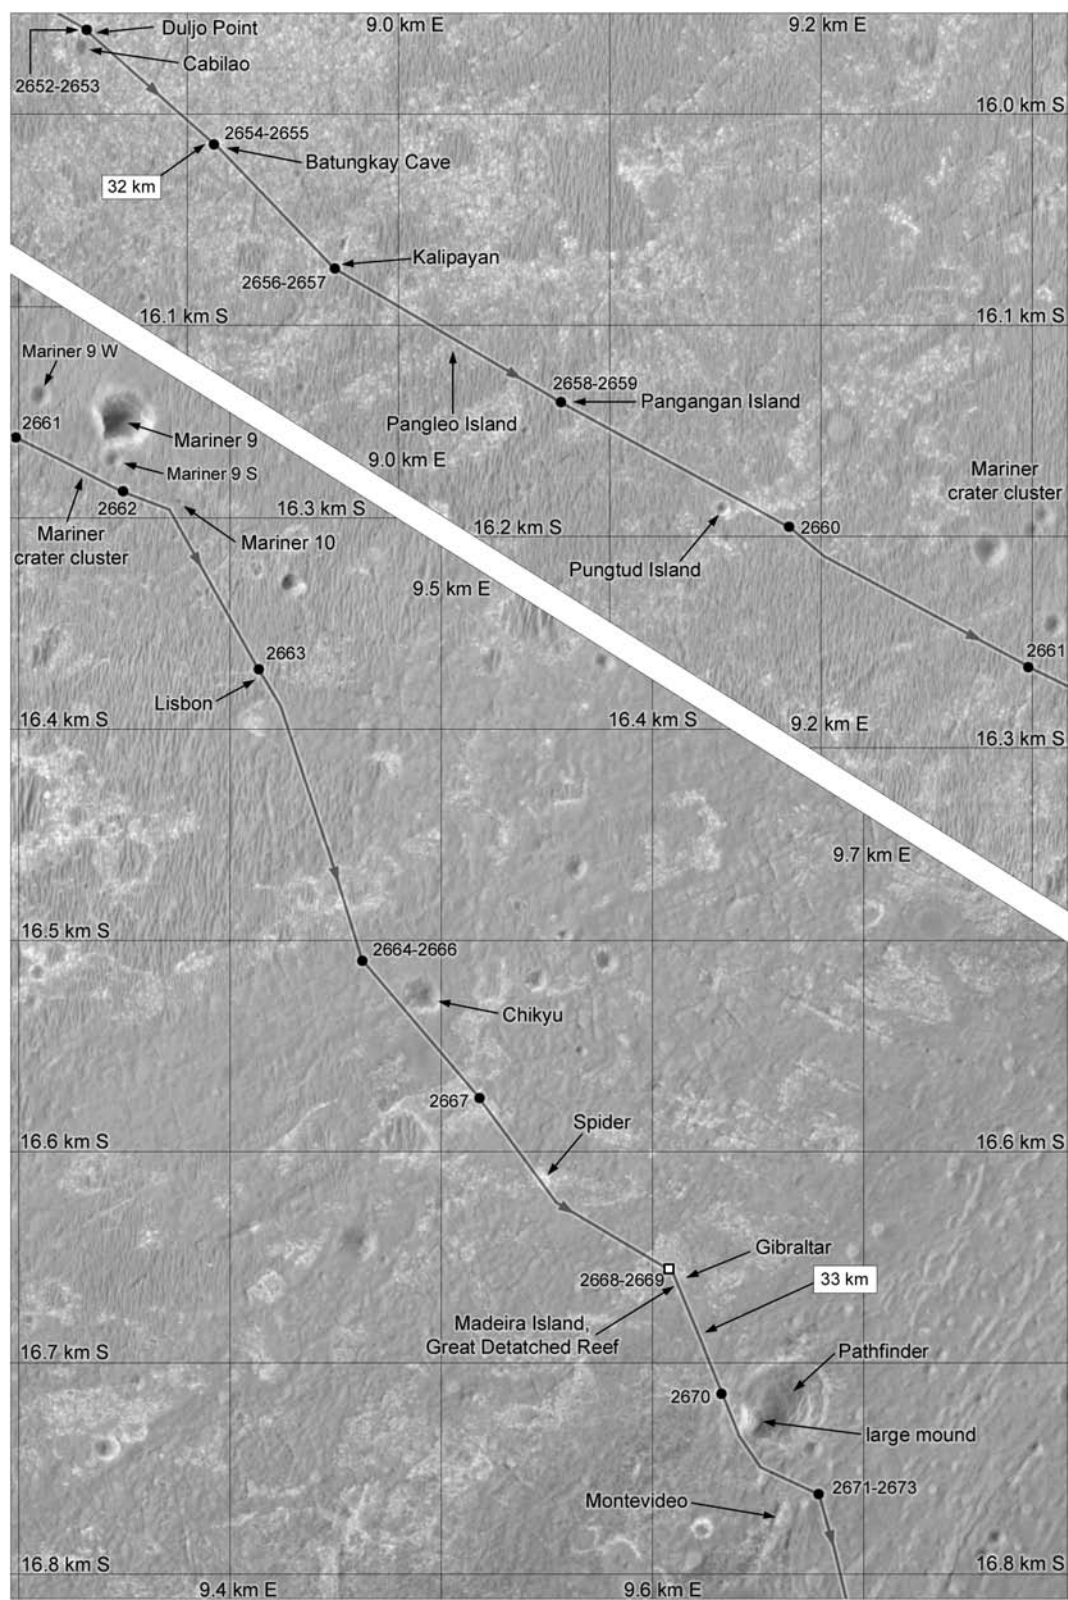 Duljo Point
9.0 km E
9.2 km E
Cabilao
2652-2653
16.0 km S
2654-2655
Batungkay Cave
32 km
Kalipayan
2656-2657
16.1 km S
16.1 km S
Mariner 9 W
2658-2659
Pangangan Island
2661
Pangleo Island
Mariner 9
9.0 km E
Mariner 9 S
Mariner
crater cluster
2662
16.3 km S
16.2 km S
2660
Mariner
crater cluster
Mariner 10
Pungtud Island
9.5 km E
2663
2661
Lisbon
16.4 km S
16.4 km S
9.2 km E
16.3 km S
9.7 km E
16.5 km S
2664-2666
Chikyu
2667
Spider
16.6 km S
16.6 km S
Gibraltar
2668-2669
33 km
Madeira Island,
Great Detatched Reef
16.7 km S
Pathfinder
2670
large mound
2671-2673
Montevideo
16.8 km S
16.8 km S
9.4 km E
9.6 km E